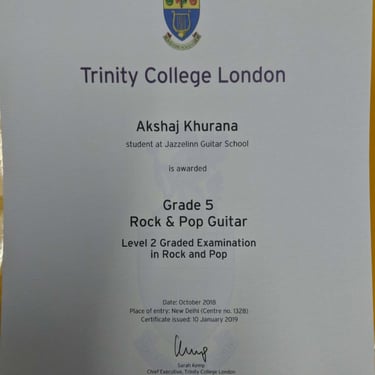 Trinity College London
Akshaj Khurana
student at Jazzelinn Guitar School
is awarded
Grade 5
Rock & Pop Guitar
Level 2 Graded Examination
in Rock and Pop
Date: October 2018
Place of entry: New Delhi (Centre no. 1328)
Certificate issued: 10 January 2019
Sarah Kemp
Chief Executive, Trinity College London